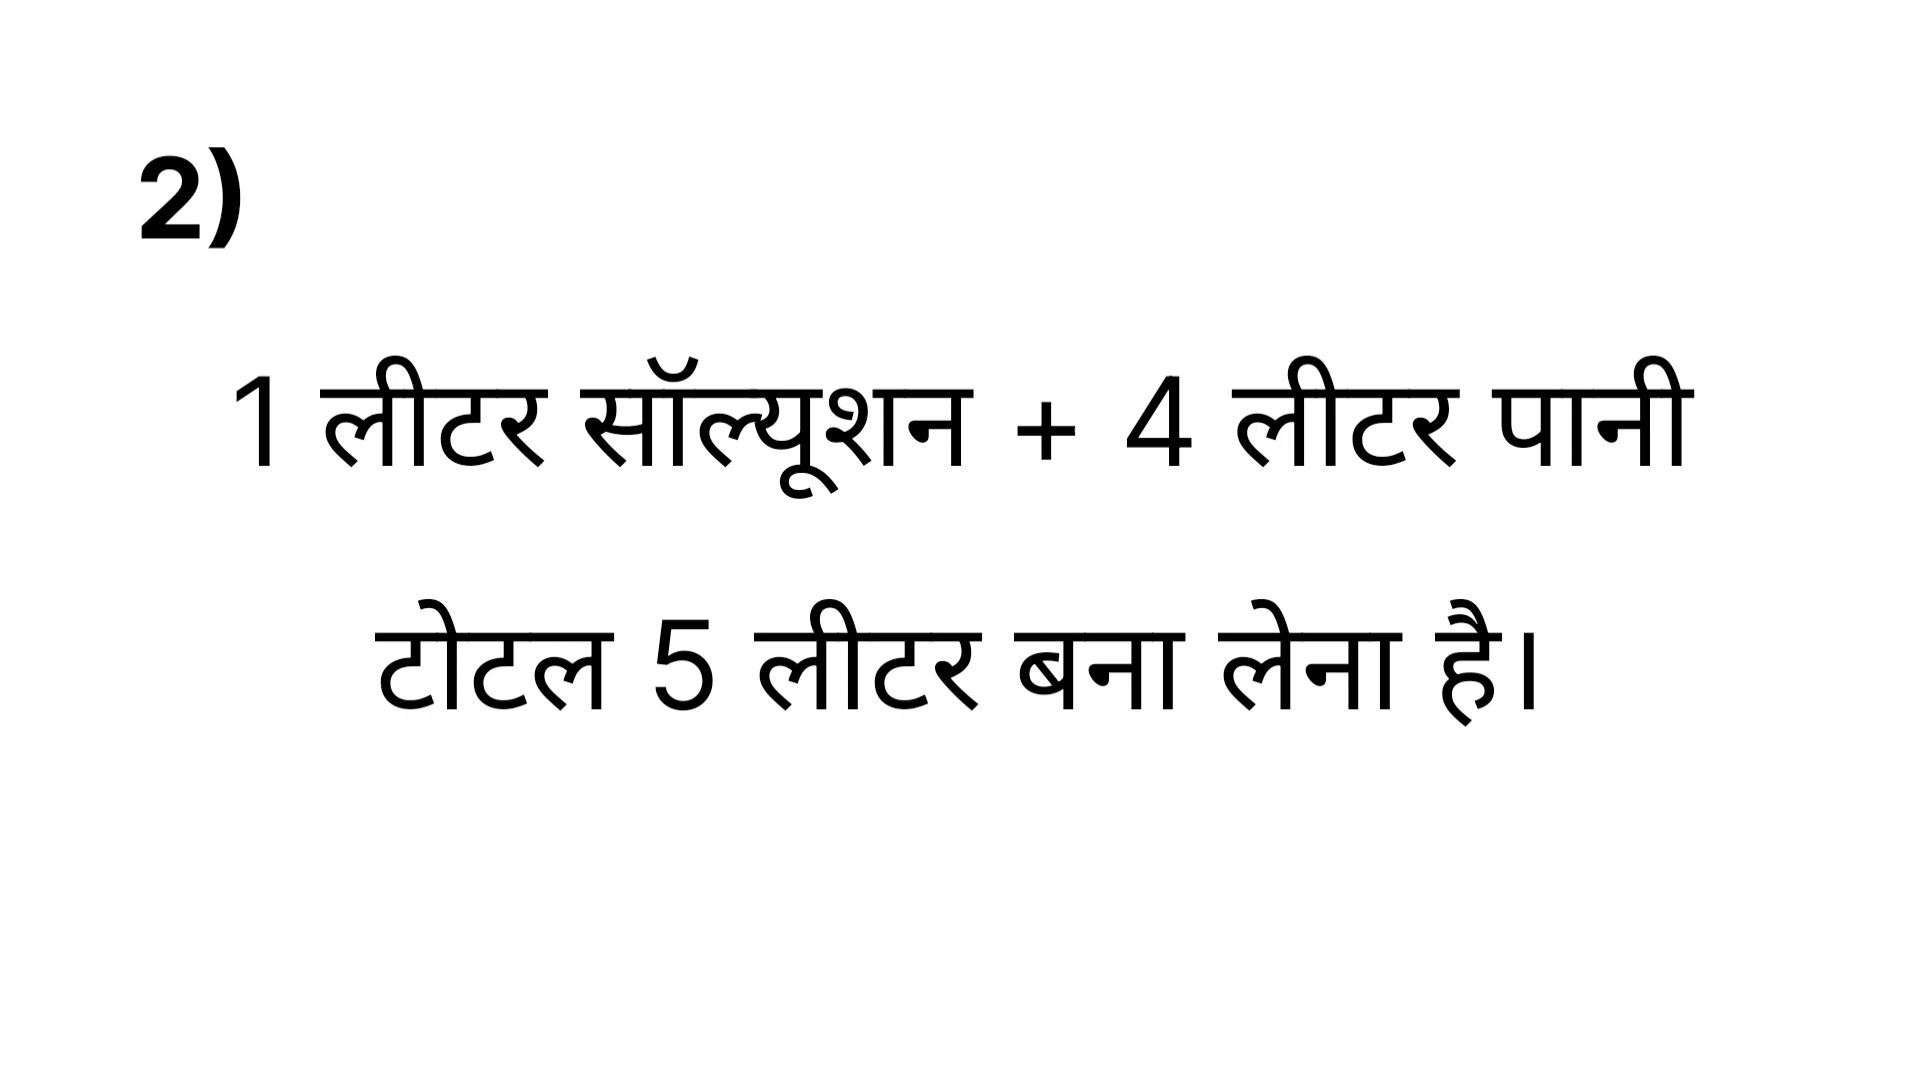 2)
1 लीटर सॉल्यूशन + 4 लीटर पानी
टोटल 5 लीटर बना लेना है।